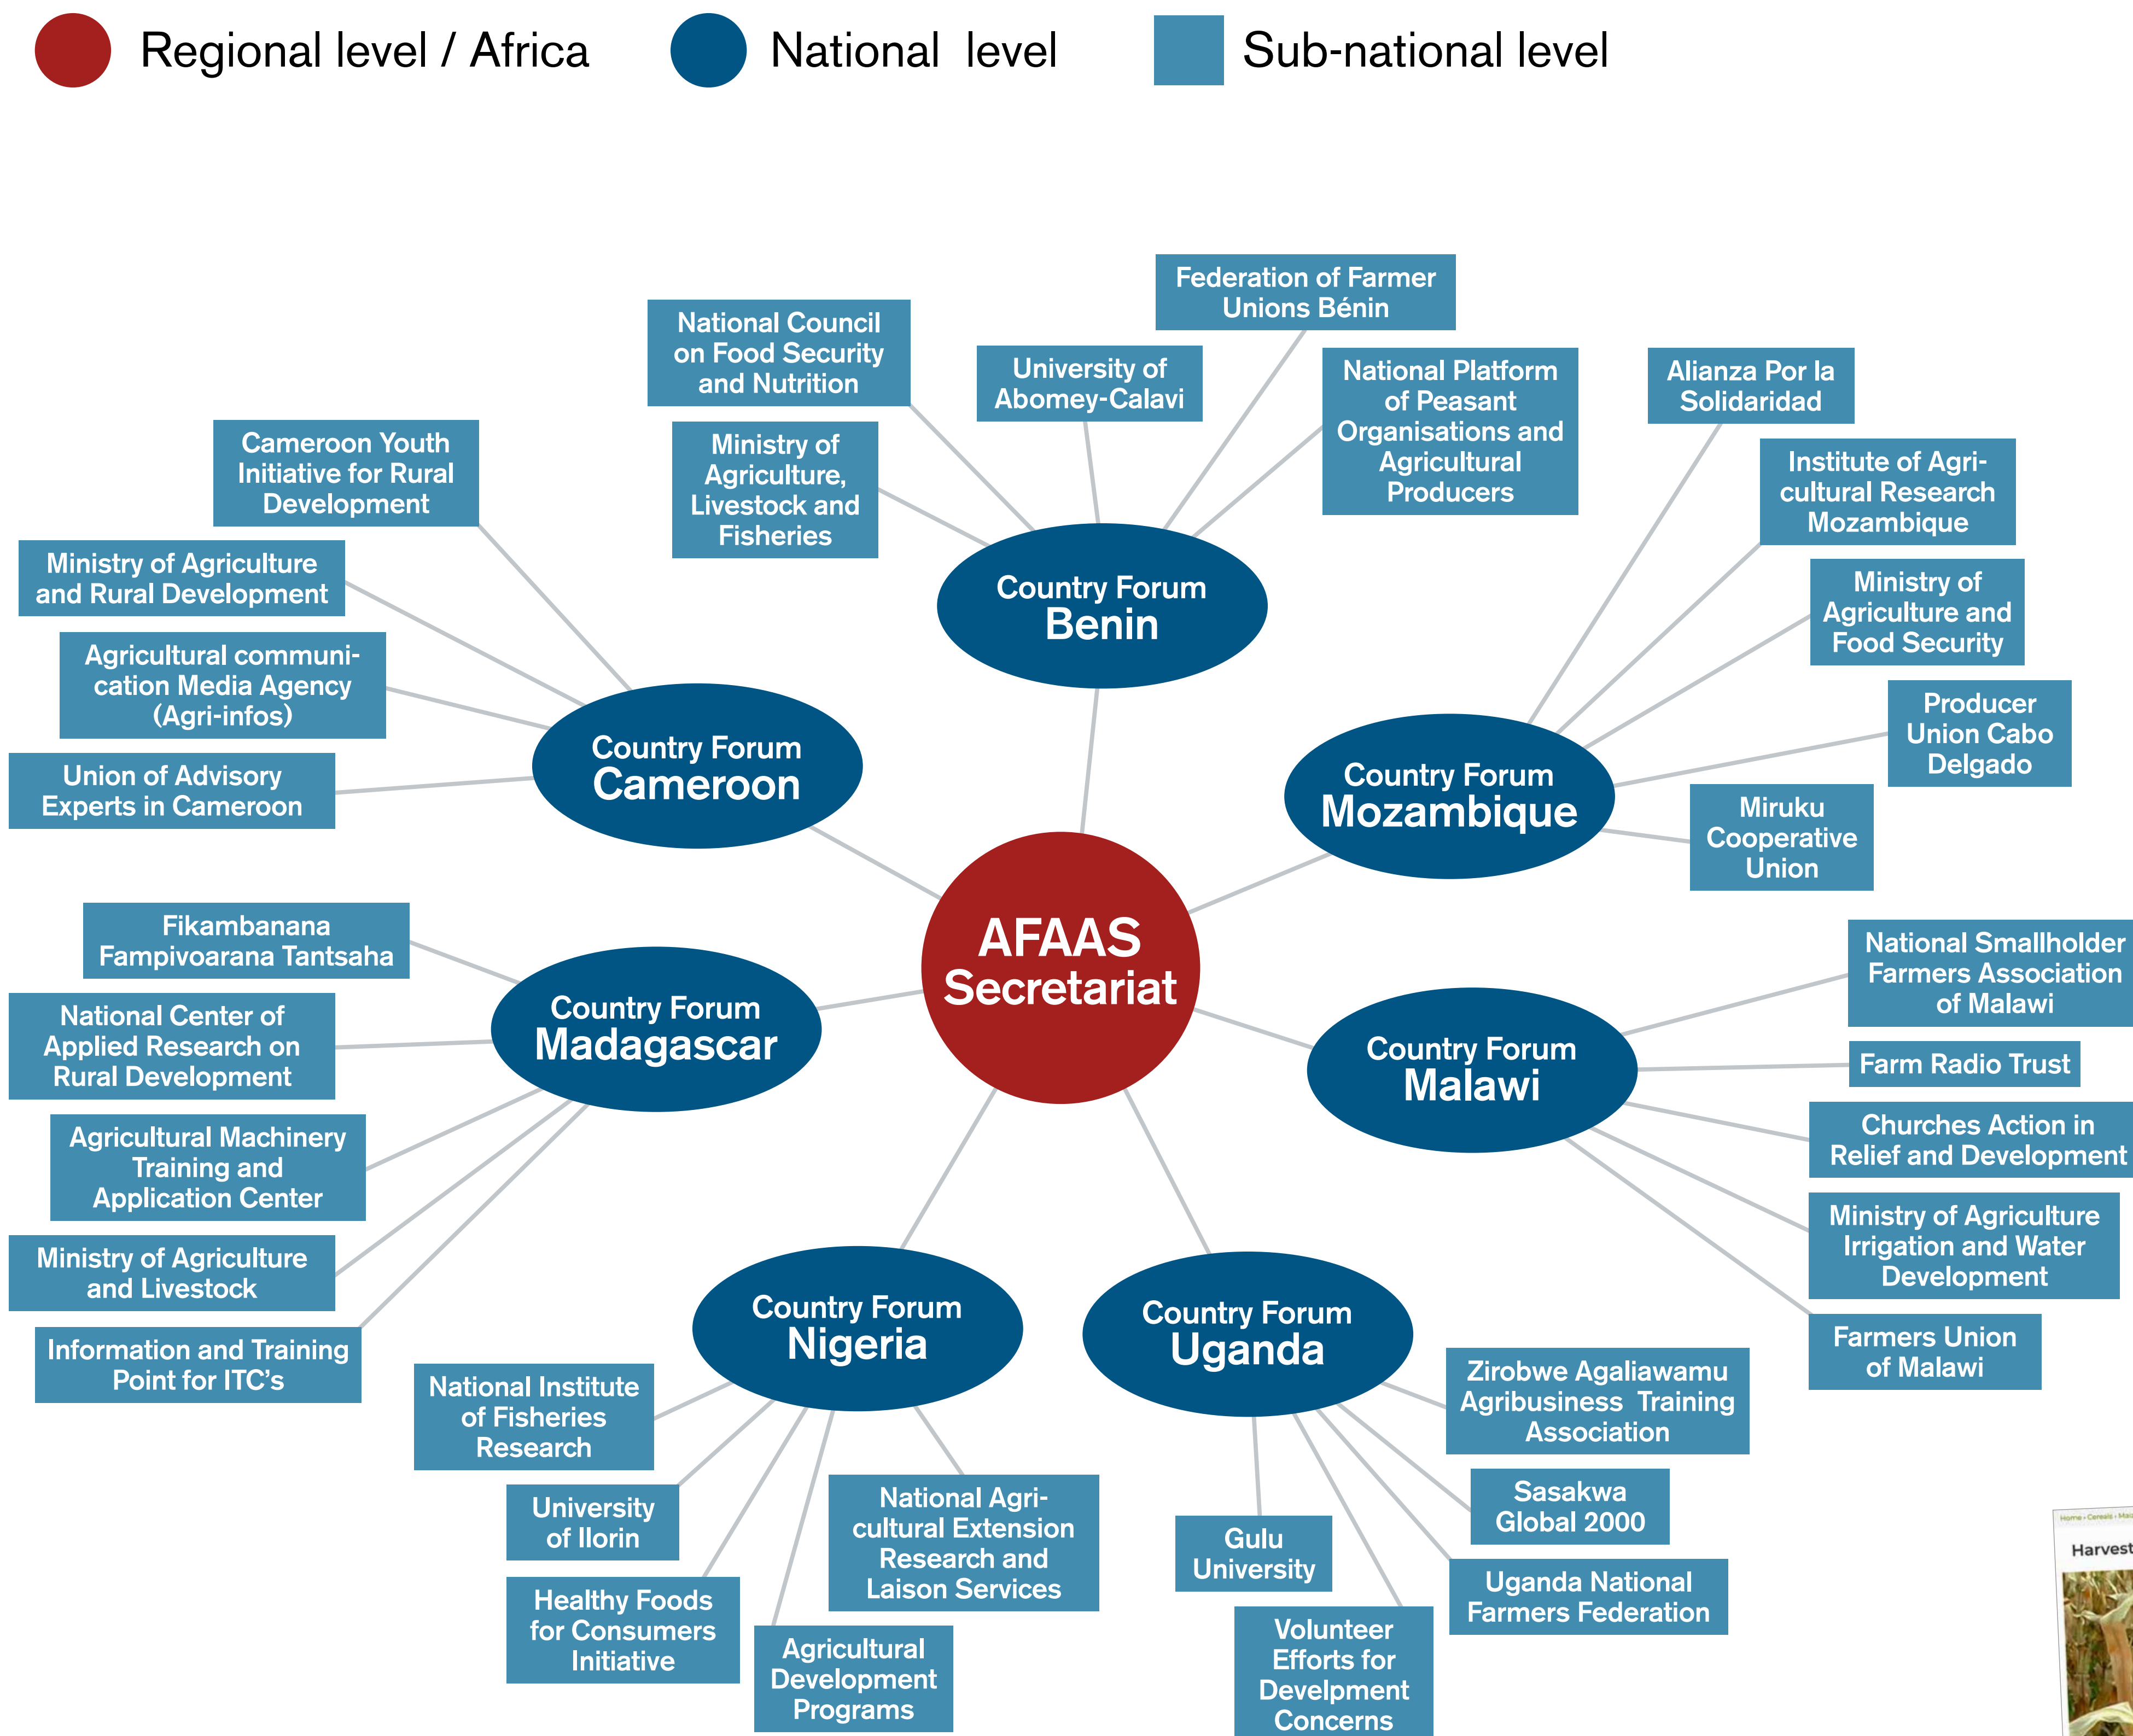 Regional level / Africa
National level
Sub-national level
Federation of Farmer
Unions Bénin
National Council
on Food Security
and Nutrition
University of
Abomey-Calavi
National Platform
of Peasant
Organisations and
Agricultural
Producers
Ministry of
Agriculture,
Livestock and
Fisheries
Country Forum
Benin
Alianza Por la
Solidaridad
Institute of Agri-
cultural Research
Mozambique
Ministry of
Agriculture and
Food Security
Producer
Union Cabo
Delgado
Miruku
Cooperative
Union
Country Forum
Mozambique
Cameroon Youth
Initiative for Rural
Development
Ministry of Agriculture
and Rural Development
Agricultural communi-
cation Media Agency
(Agri-infos)
Union of Advisory
Experts in Cameroon
Country Forum
Cameroon
AFAAS
Secretariat
Fikambanana
Fampivoarana Tantsaha
National Center of
Applied Research on
Rural Development
Agricultural Machinery
Training and
Application Center
Ministry of Agriculture
and Livestock
Information and Training
Point for ITC's
Country Forum
Madagascar
Country Forum
Malawi
National Smallholder
Farmers Association
of Malawi
Farm Radio Trust
Churches Action in
Relief and Development
Ministry of Agriculture
Irrigation and Water
Development
Farmers Union
of Malawi
Country Forum
Nigeria
National Institute
of Fisheries
Research
University
of Ilorin
Healthy Foods
for Consumers
Initiative
Agricultural
Development
Programs
National Agri-
cultural Extension
Research and
Laison Services
Country Forum
Uganda
Zirobwe Agaliawamu
Agribusiness Training
Association
Sasakwa
Global 2000
Uganda National
Farmers Federation
Gulu
University
Volunteer
Efforts for
Develpment
Concerns
Home - Cereals -
Harvest